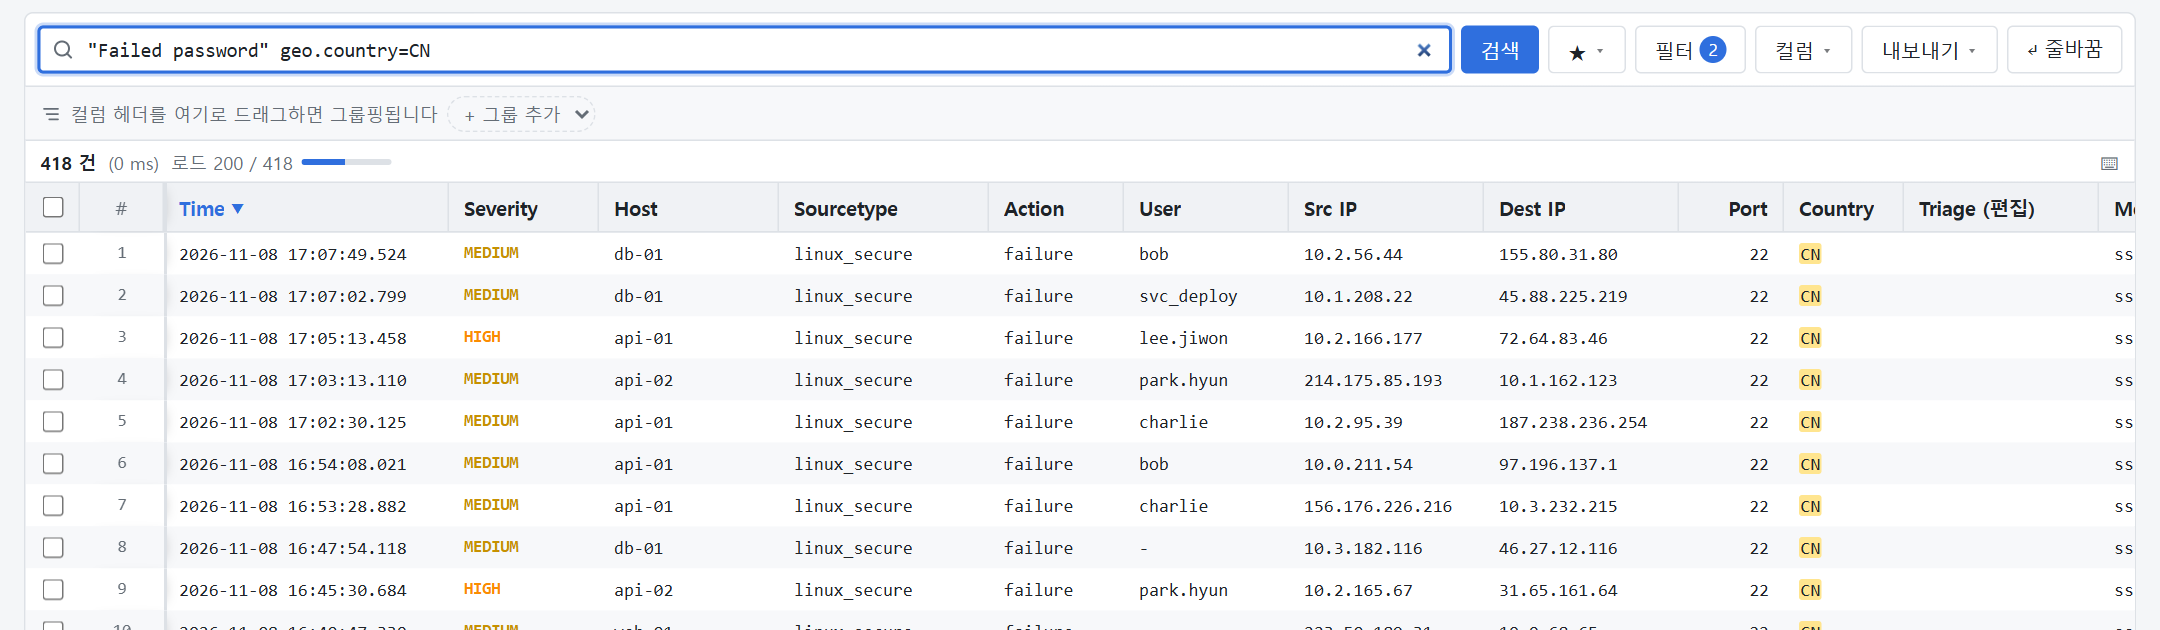 "Failed password" geo.country=CN 검색 ★ 필터 2 컬럼 내보내기 줄바꿈
컬럼 헤더를 여기로 드래그하면 그룹핑됩니다 + 그룹 추가
418 건 (0 ms) 로드 200 / 418
# Time ▼ Severity Host Sourcetype Action User Src IP Dest IP Port Country Triage (편집)
1 2026-11-08 17:07:49.524 MEDIUM db-01 linux_secure failure bob 10.2.56.44 155.80.31.80 22 CN ss
2 2026-11-08 17:07:02.799 MEDIUM db-01 linux_secure failure svc_deploy 10.1.208.22 45.88.225.219 22 CN ss
3 2026-11-08 17:05:13.458 HIGH api-01 linux_secure failure lee.jiwon 10.2.166.177 72.64.83.46 22 CN ss
4 2026-11-08 17:03:13.110 MEDIUM api-02 linux_secure failure park.hyun 214.175.85.193 10.1.162.123 22 CN ss
5 2026-11-08 17:02:30.125 MEDIUM api-01 linux_secure failure charlie 10.2.95.39 187.238.236.254 22 CN ss
6 2026-11-08 16:54:08.021 MEDIUM api-01 linux_secure failure bob 10.0.211.54 97.196.137.1 22 CN ss
7 2026-11-08 16:53:28.882 MEDIUM api-01 linux_secure failure charlie 156.176.226.216 10.3.232.215 22 CN ss
8 2026-11-08 16:47:54.118 MEDIUM db-01 linux_secure failure - 10.3.182.116 46.27.12.116 22 CN ss
9 2026-11-08 16:45:30.684 HIGH api-02 linux_secure failure park.hyun 10.2.165.67 31.65.161.64 22 CN ss